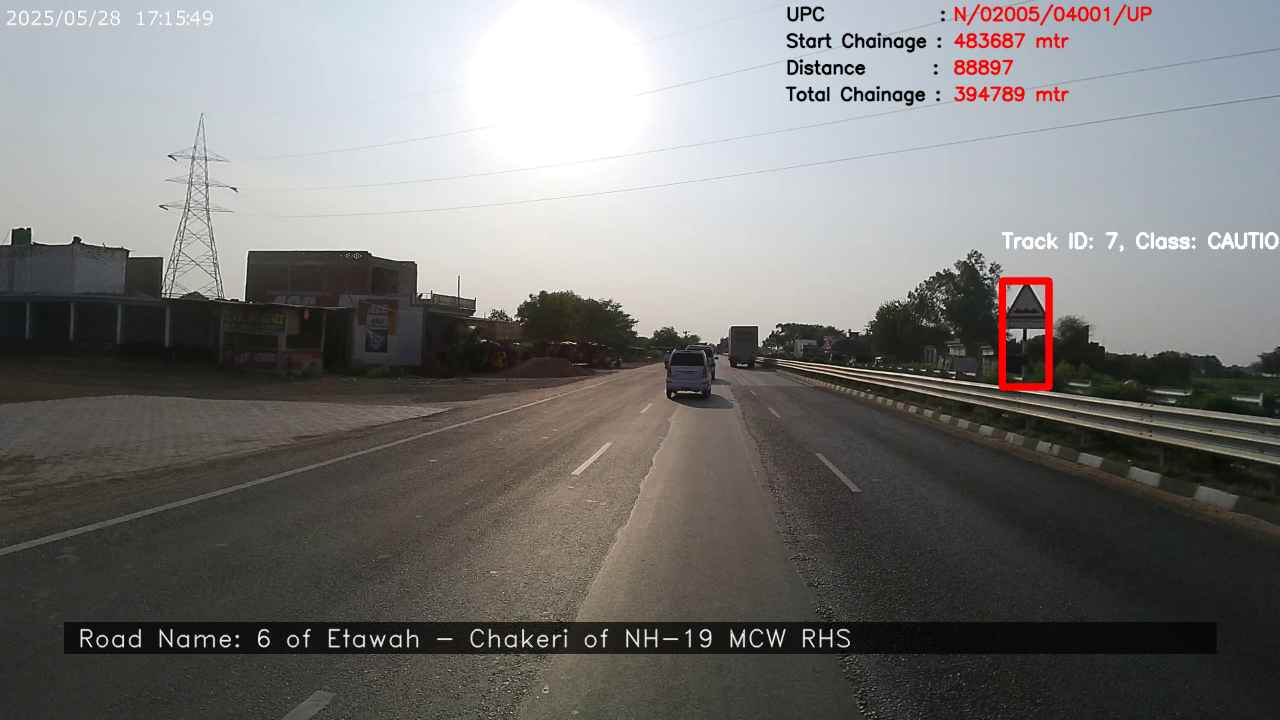 2025/05/28 17:15:49
UPC : N/02005/04001/UP
Start Chainage : 483687 mtr
Distance : 88897
Total Chainage : 394789 mtr
Track ID: 7, Class: CAUTIO
Road Name: 6 of Etawah - Chakeri of NH-19 MCW RHS